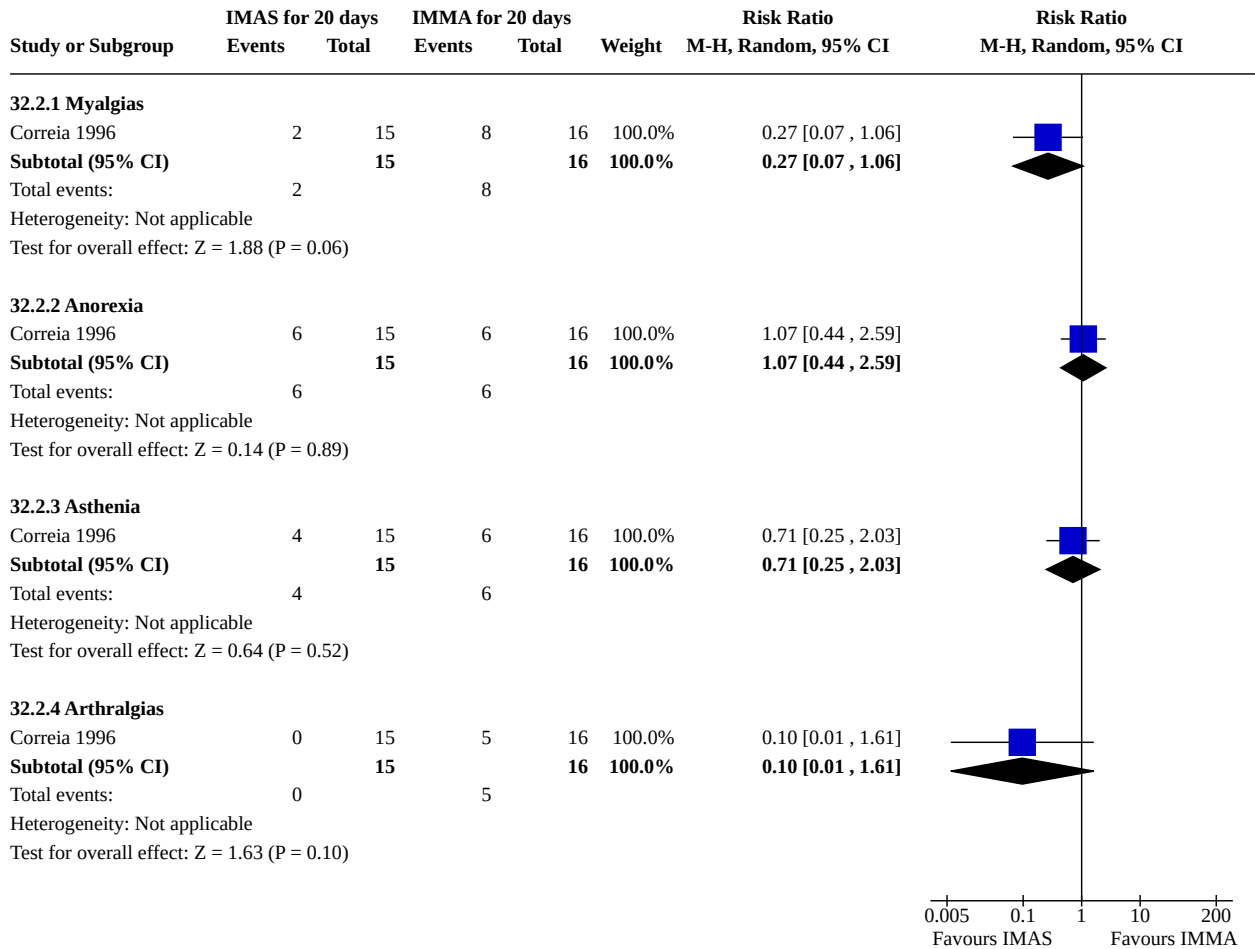 IMAS for 20 days IMMA for 20 days Risk Ratio Risk Ratio
Study or Subgroup Events Total Events Total Weight M-H, Random, 95% CI M-H, Random, 95% CI
32.2.1 Myalgias
Correia 1996 2 15 8 16 100.0% 0.27 [0.07 , 1.06]
Subtotal (95% CI) 15 16 100.0% 0.27 [0.07 , 1.06]
Total events: 2 8
Heterogeneity: Not applicable
Test for overall effect: Z = 1.88 (P = 0.06)
32.2.2 Anorexia
Correia 1996 6 15 6 16 100.0% 1.07 [0.44 , 2.59]
Subtotal (95% CI) 15 16 100.0% 1.07 [0.44 , 2.59]
Total events: 6 6
Heterogeneity: Not applicable
Test for overall effect: Z = 0.14 (P = 0.89)
32.2.3 Asthenia
Correia 1996 4 15 6 16 100.0% 0.71 [0.25 , 2.03]
Subtotal (95% CI) 15 16 100.0% 0.71 [0.25 , 2.03]
Total events: 4 6
Heterogeneity: Not applicable
Test for overall effect: Z = 0.64 (P = 0.52)
32.2.4 Arthralgias
Correia 1996 0 15 5 16 100.0% 0.10 [0.01 , 1.61]
Subtotal (95% CI) 15 16 100.0% 0.10 [0.01 , 1.61]
Total events: 0 5
Heterogeneity: Not applicable
Test for overall effect: Z = 1.63 (P = 0.10)
0.005 0.1 1 10 200
Favours IMAS Favours IMMA